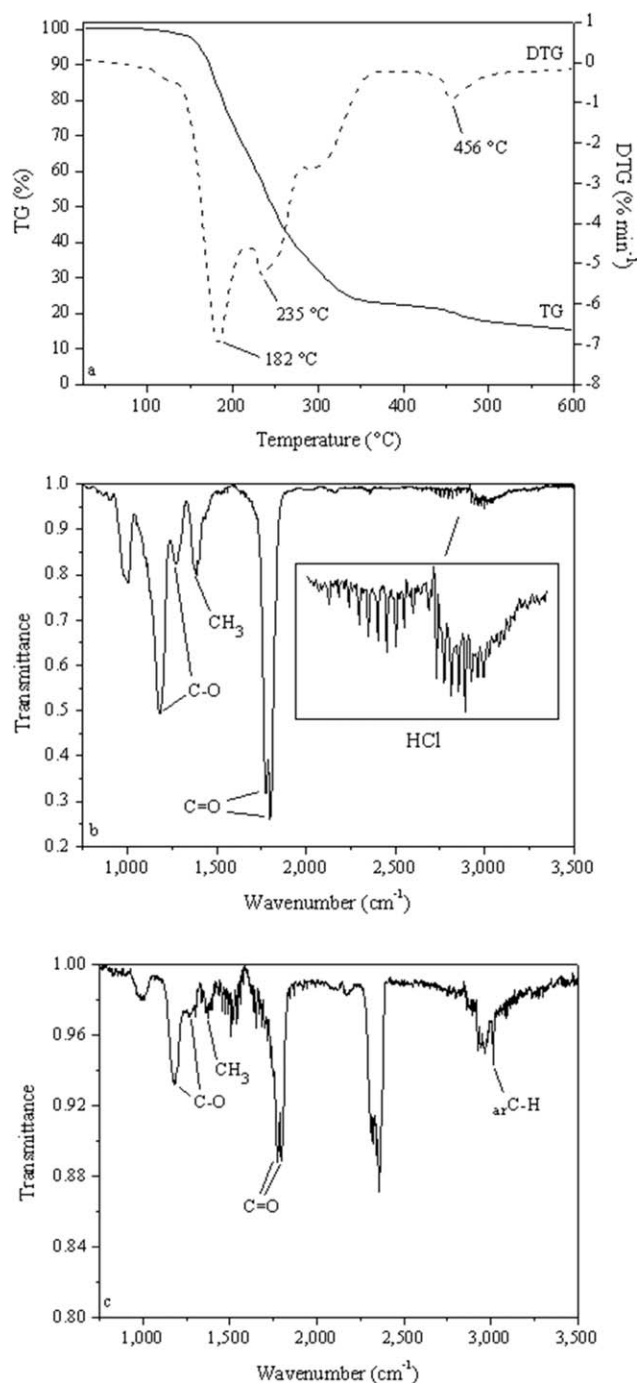 100
90
80
70
60
50
40
30
20
10
0
TG (%)
1
0
-1
-2
-3
-4
-5
-6
-7
-8
DTG (% min-1)
DTG
456 °C
235 °C
182 °C
TG
a
100 200 300 400 500 600
Temperature (°C)
1.0
0.9
0.8
0.7
0.6
0.5
0.4
0.3
0.2
Transmittance
CH3
C-O
HCl
C=O
b
1,000 1,500 2,000 2,500 3,000 3,500
Wavenumber (cm-1)
1.00
0.96
0.92
0.88
0.84
0.80
Transmittance
CH3
C-O
arC-H
C=O
c
1,000 1,500 2,000 2,500 3,000 3,500
Wavenumber (cm-1)